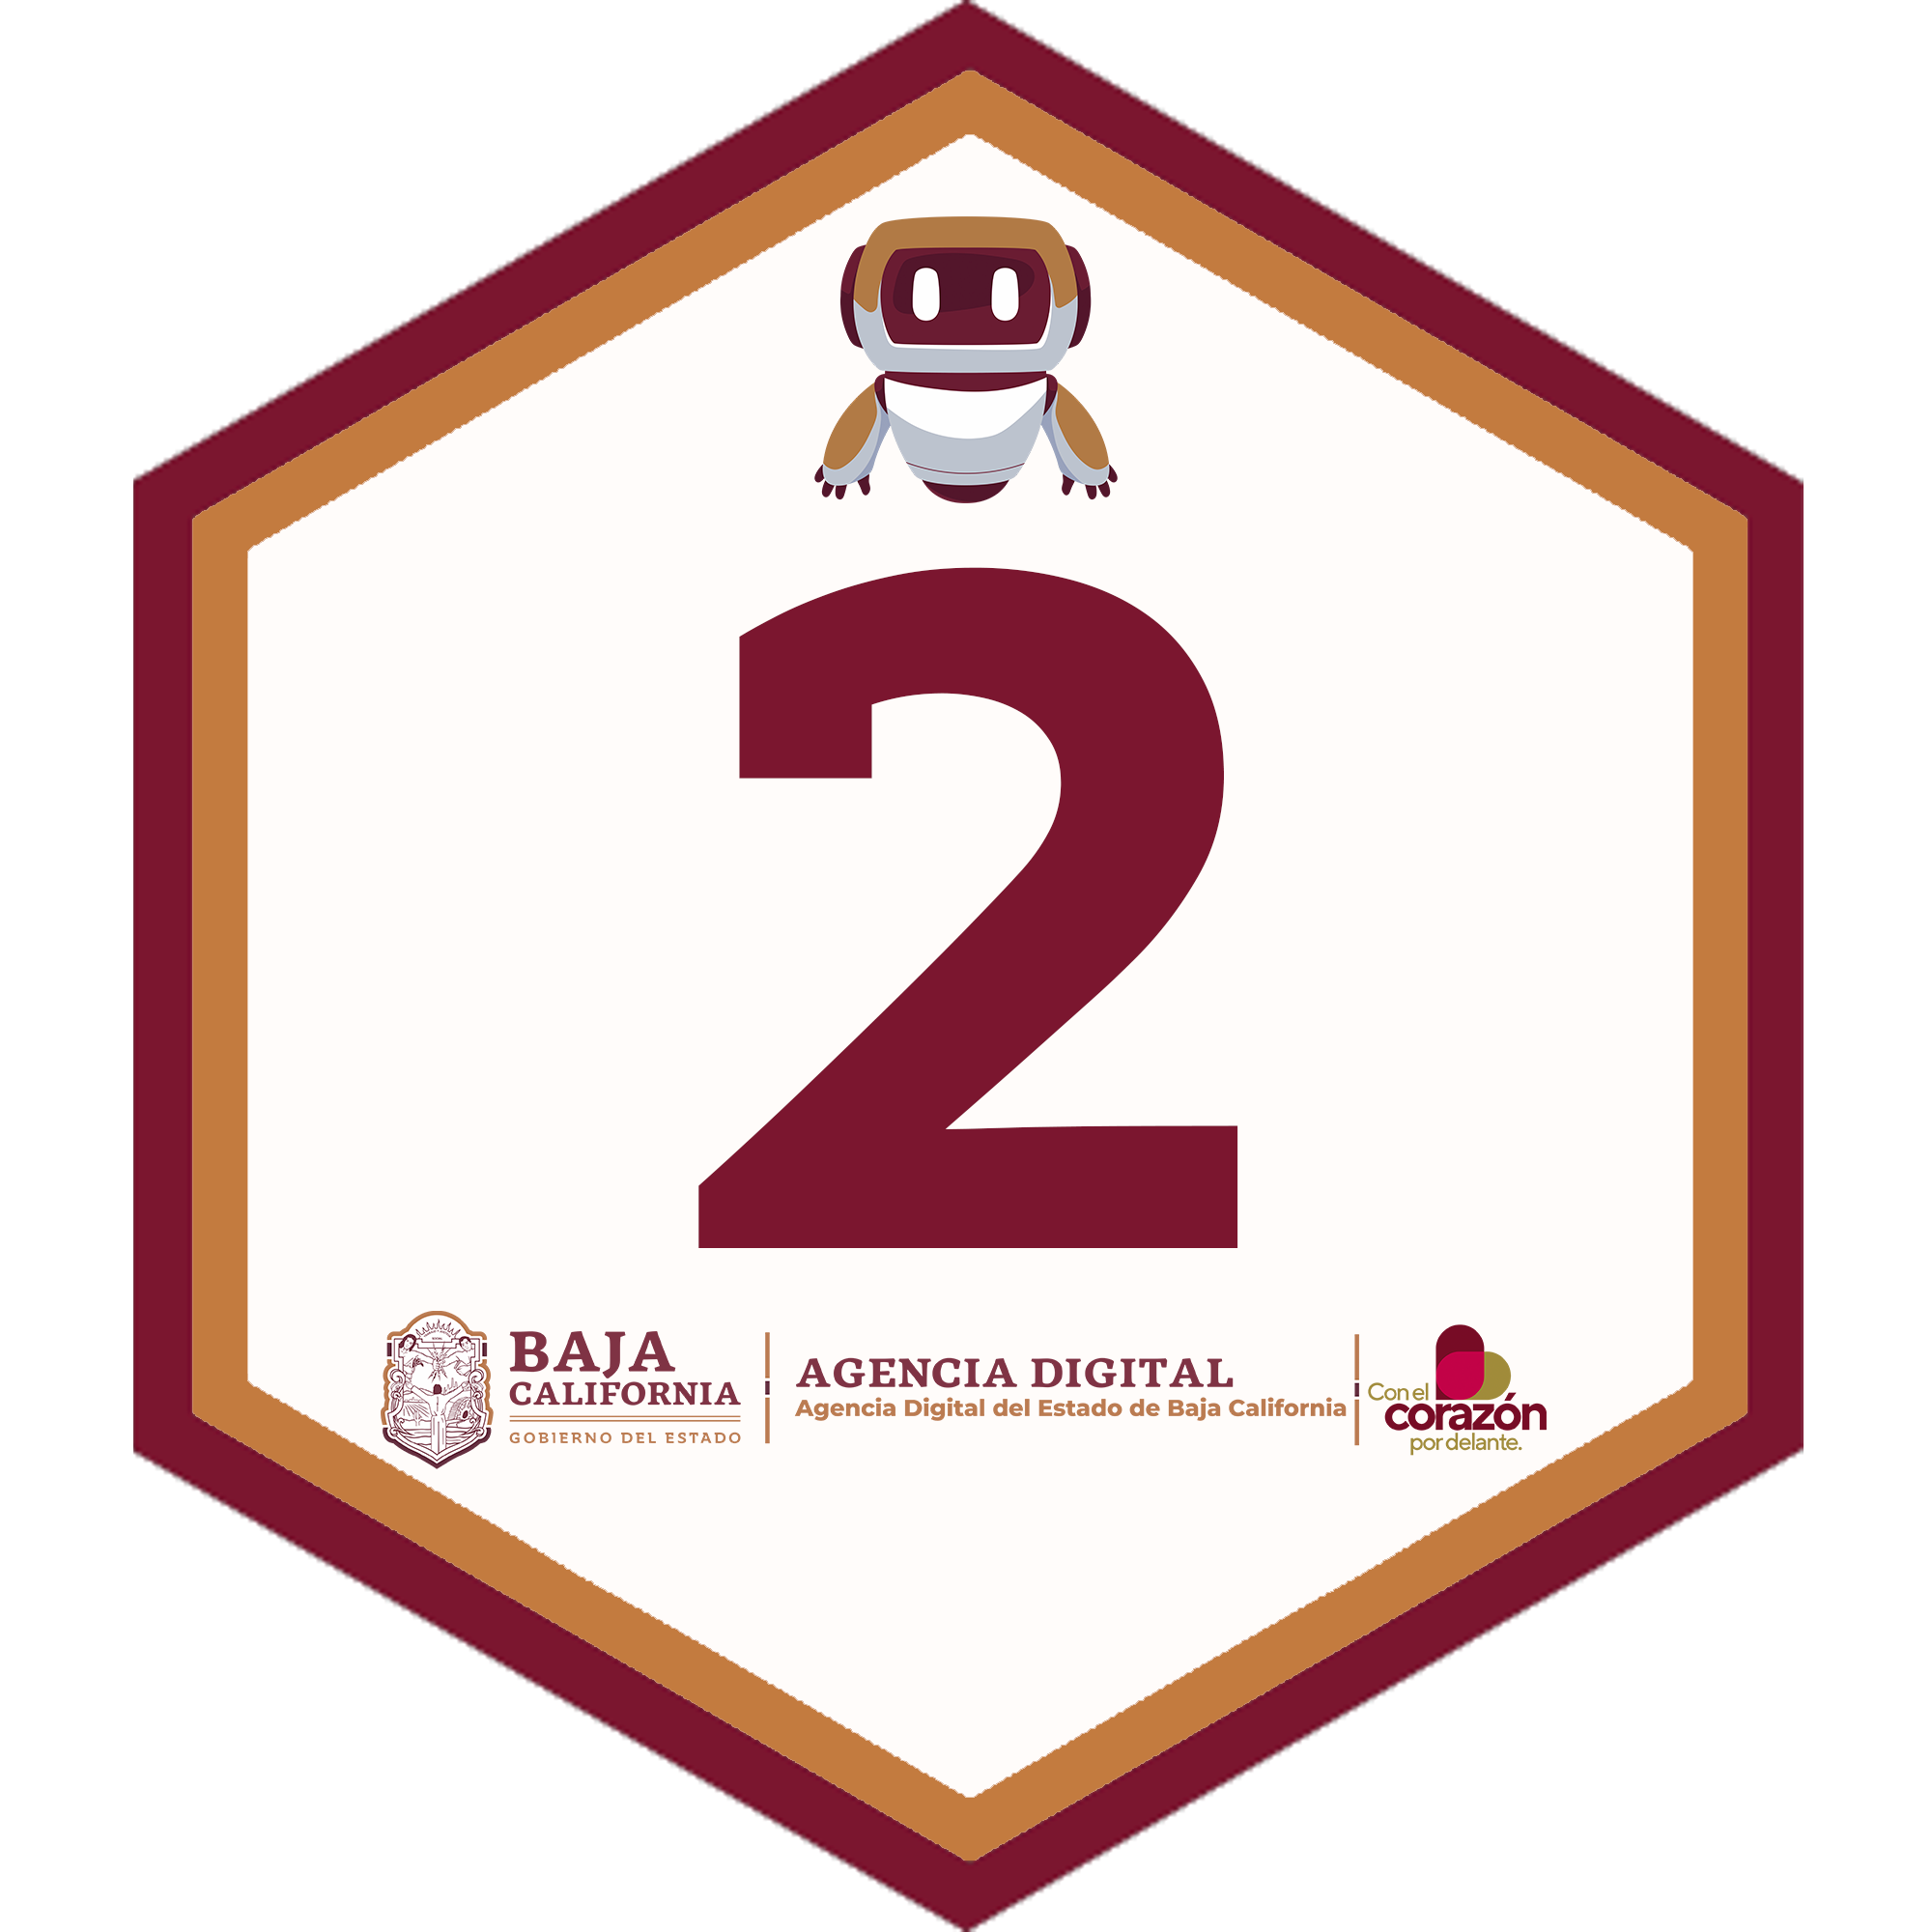 2
BAJA
CALIFORNIA
GOBIERNO DEL ESTADO
AGENCIA DIGITAL
Agencia Digital del Estado de Baja California
Con el
corazón
por delante.